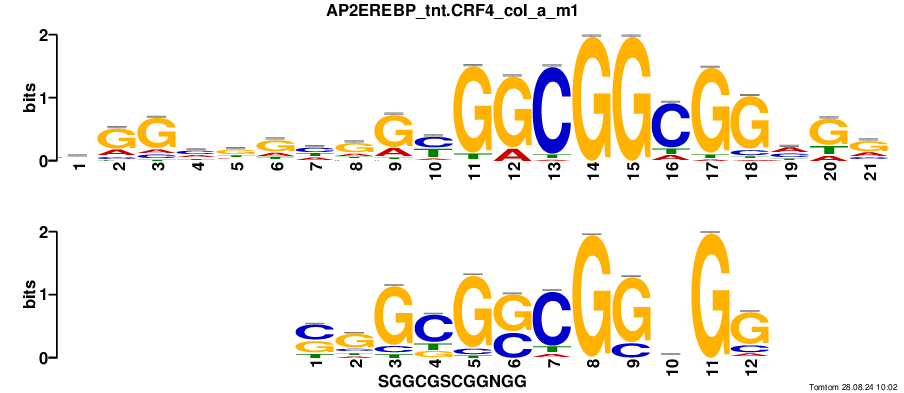 AP2EREBP_tnt.CRF4_col_a_m1
2
1
0
bits
1 2 3 4 5 6 7 8 9 10 11 12 13 14 15 16 17 18 19 20 21
2
1
0
bits
1 2 3 4 5 6 7 8 9 10 11 12
SGGCGSCGGNGG
Tomtom 28.08.24 10:02